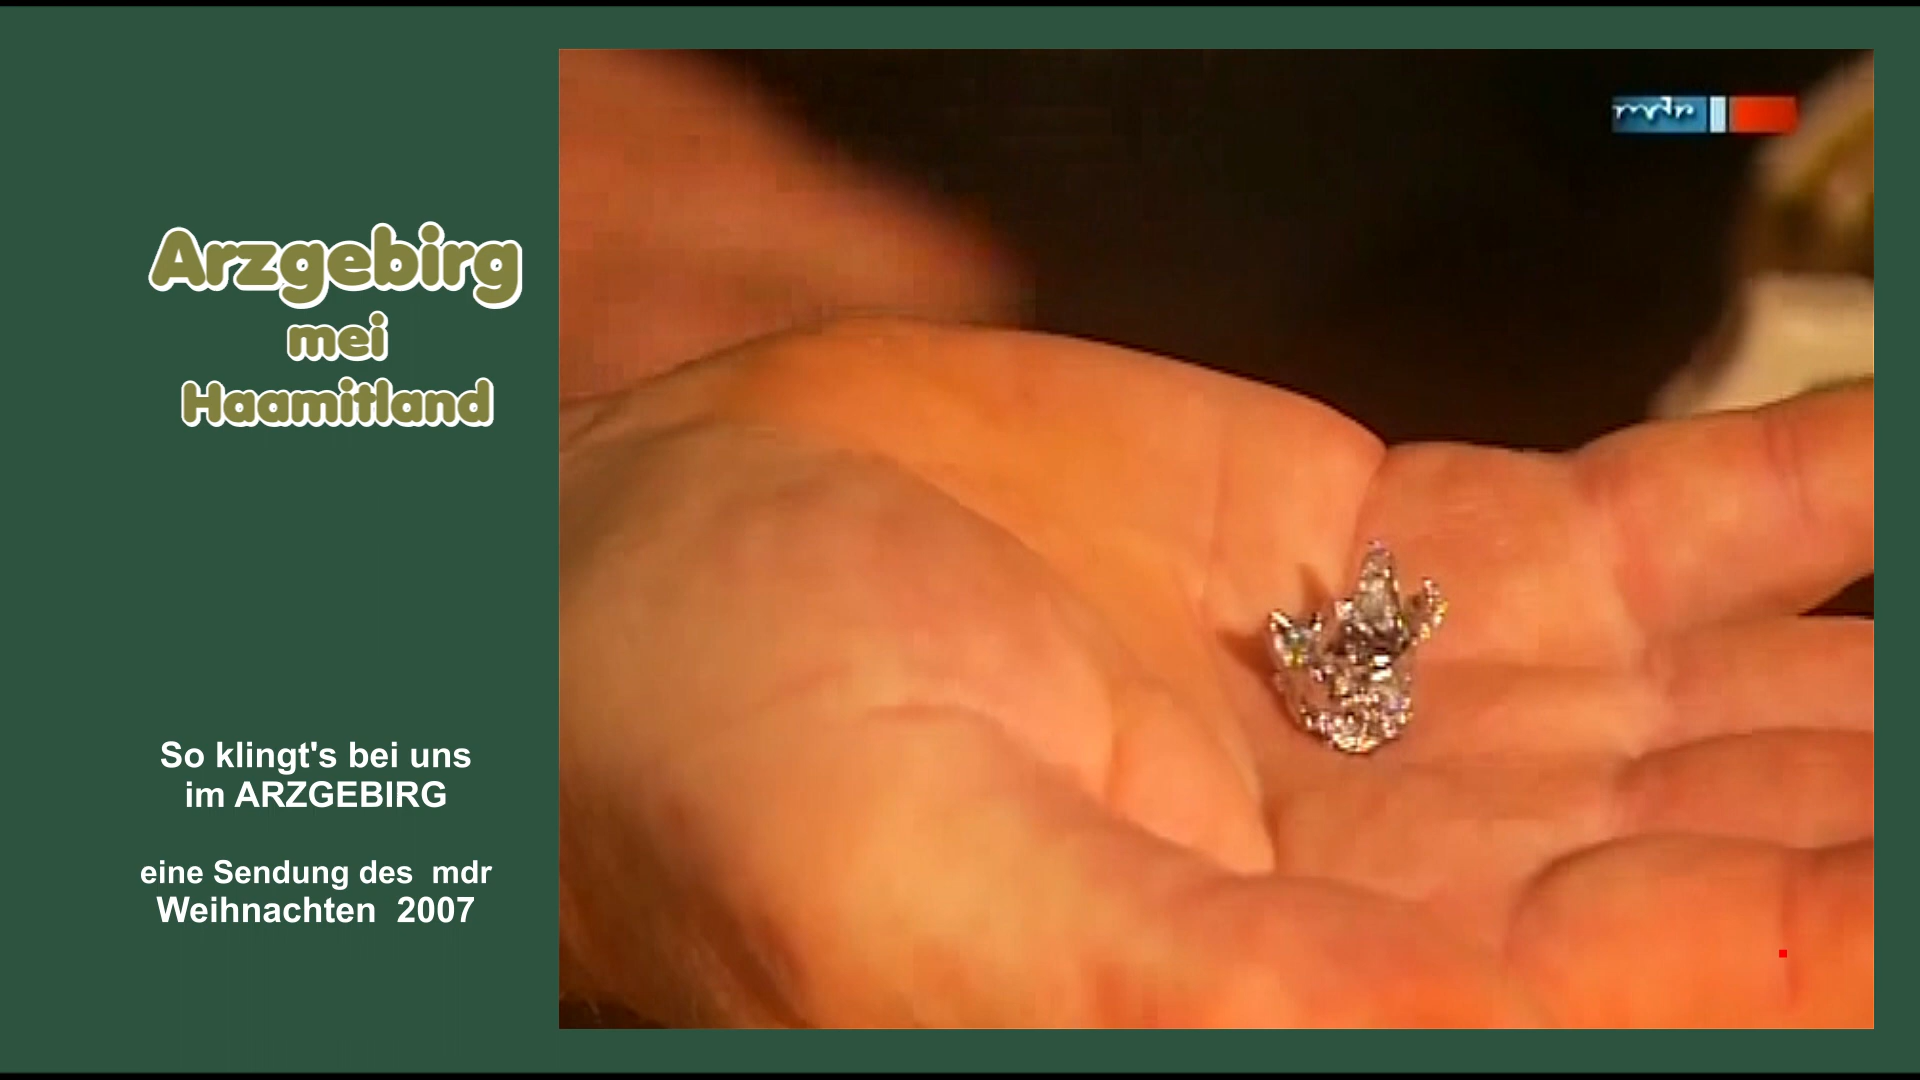 Arzgebirg
mei
Haamitland
So klingt's bei uns
im ARZGEBIRG
eine Sendung des mdr
Weihnachten 2007
mdr